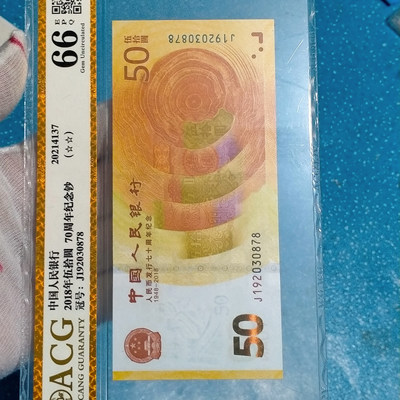 ACG
CANG GUARANTY
中国人民银行
2018年伍拾圆 70周年纪念钞
冠号: J192030878
20214137
(☆☆)
66
EPQ
Gem Uncirculated
50
伍拾圆
J192030878
中国人民银行
人民币发行七十周年纪念
1948-2018
J192030878
50